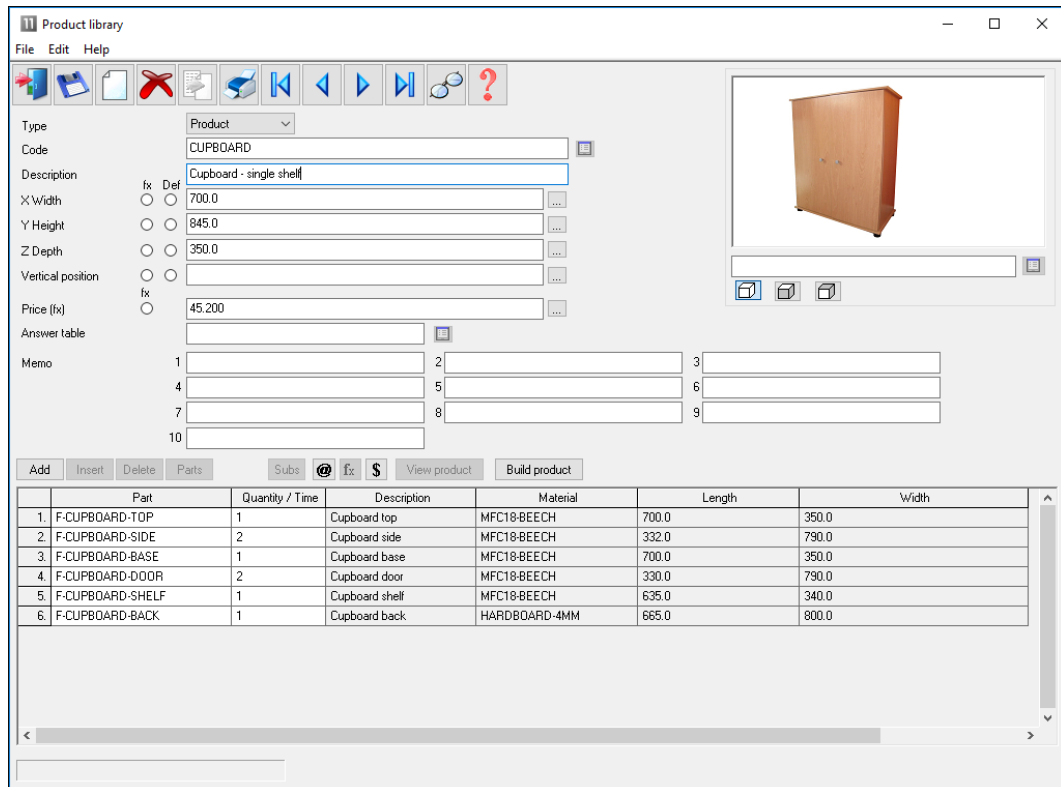 11 Product library
File Edit Help
Type Product
Code CUPBOARD
Description Cupboard - single shelf
fx Def
X Width 700.0 ...
Y Height 845.0 ...
Z Depth 350.0 ...
Vertical position ...
fx
Price (fx) 45.200 ...
Answer table
Memo 1 2 3
4 5 6
7 8 9
10
Add Insert Delete Parts Subs @ fx $ View product Build product
Part Quantity / Time Description Material Length Width
1. F-CUPBOARD-TOP 1 Cupboard top MFC18-BEECH 700.0 350.0
2. F-CUPBOARD-SIDE 2 Cupboard side MFC18-BEECH 332.0 790.0
3. F-CUPBOARD-BASE 1 Cupboard base MFC18-BEECH 700.0 350.0
4. F-CUPBOARD-DOOR 2 Cupboard door MFC18-BEECH 330.0 790.0
5. F-CUPBOARD-SHELF 1 Cupboard shelf MFC18-BEECH 635.0 340.0
6. F-CUPBOARD-BACK 1 Cupboard back HARDBOARD-4MM 665.0 800.0